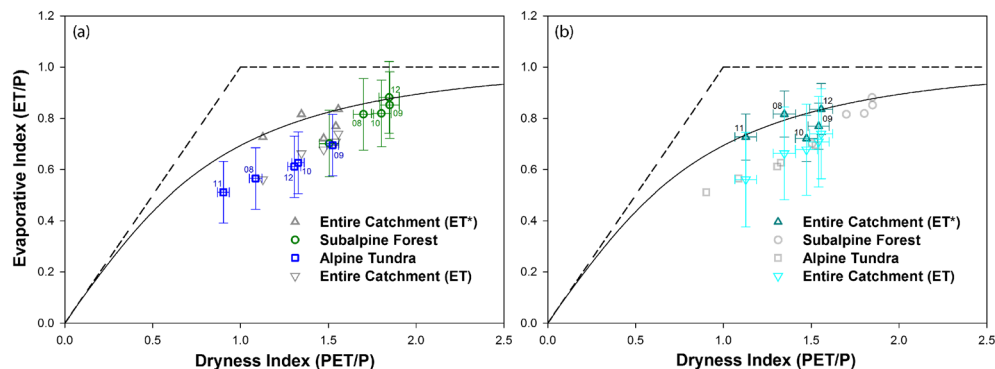 (a)
Evaporative Index (ET/P)
1.2
1.0
0.8
0.6
0.4
0.2
0.0
12
08
10
09
09
11
08
12
10
Entire Catchment (ET*)
Subalpine Forest
Alpine Tundra
Entire Catchment (ET)
0.0 0.5 1.0 1.5 2.0 2.5
Dryness Index (PET/P)
(b)
1.2
1.0
0.8
0.6
0.4
0.2
0.0
12
08
11
09
10
Entire Catchment (ET*)
Subalpine Forest
Alpine Tundra
Entire Catchment (ET)
0.0 0.5 1.0 1.5 2.0 2.5
Dryness Index (PET/P)